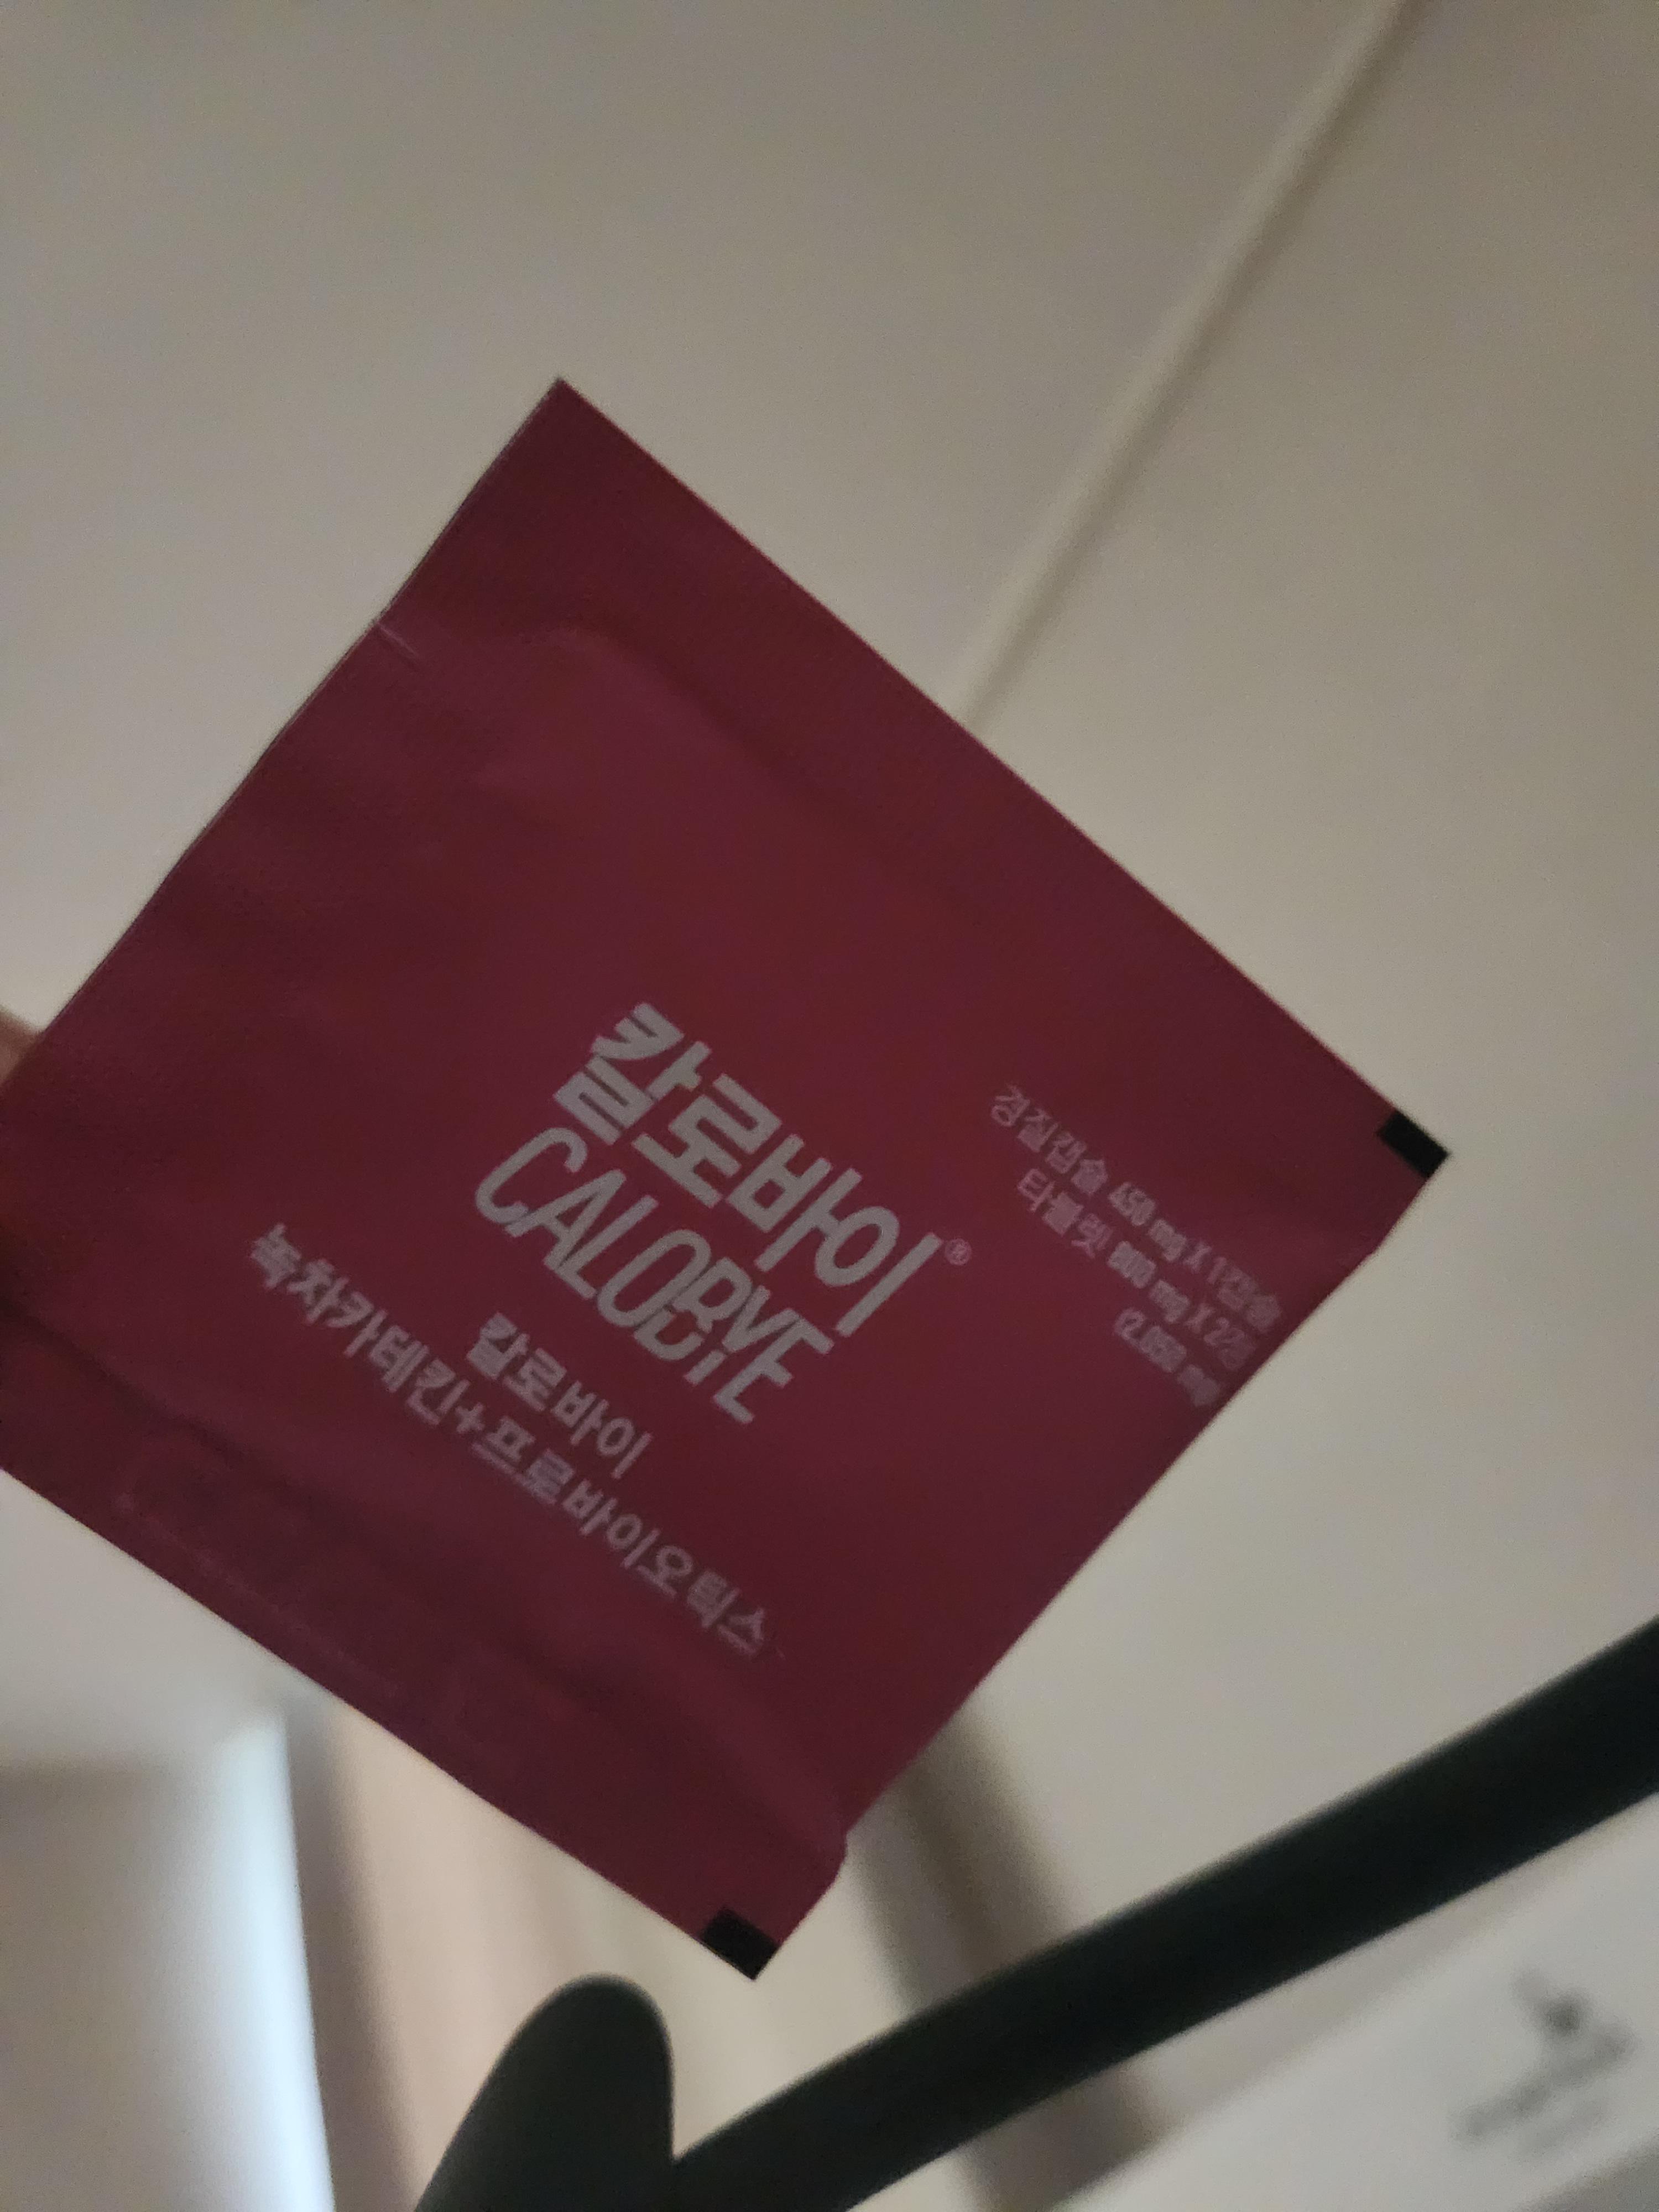 경질캡슐 450 mg X 1캡슐
타블릿 800 mg X 2정
(2,050 mg)
칼로바이®
CALOBYE
칼로바이
녹차카테킨+프로바이오틱스